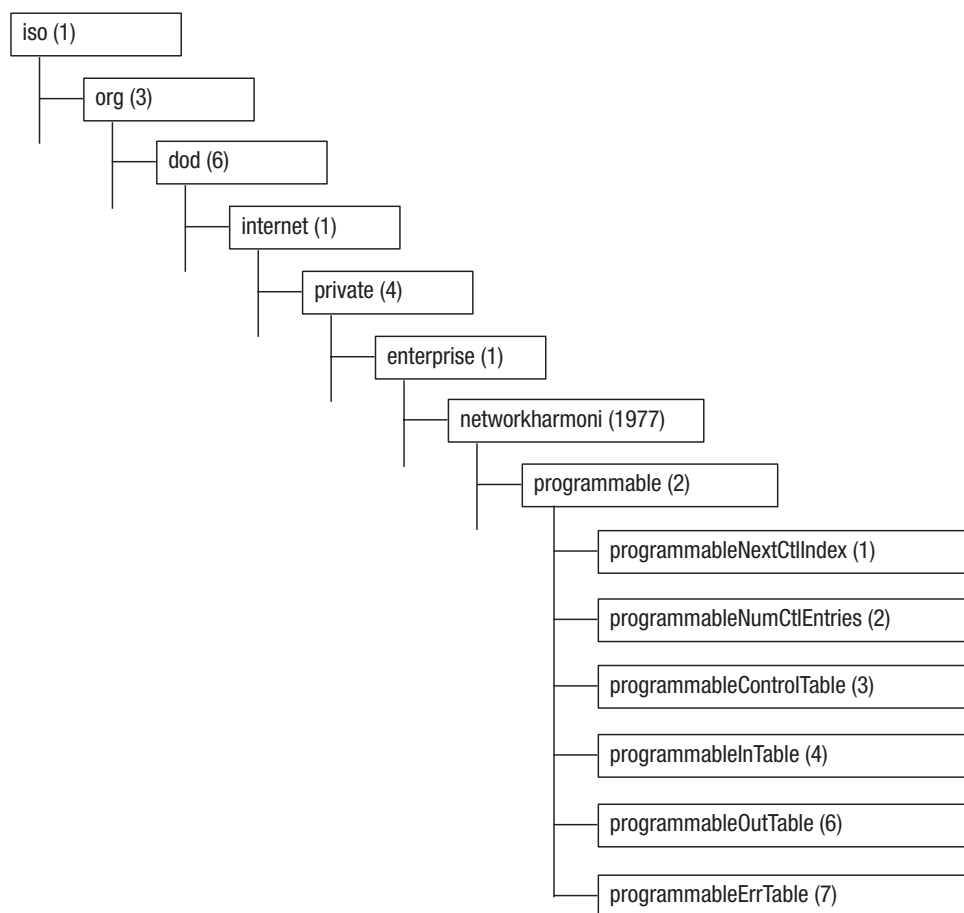 iso (1)
org (3)
dod (6)
internet (1)
private (4)
enterprise (1)
networkharmoni (1977)
programmable (2)
programmableNextCtlIndex (1)
programmableNumCtlEntries (2)
programmableControlTable (3)
programmableInTable (4)
programmableOutTable (6)
programmableErrTable (7)